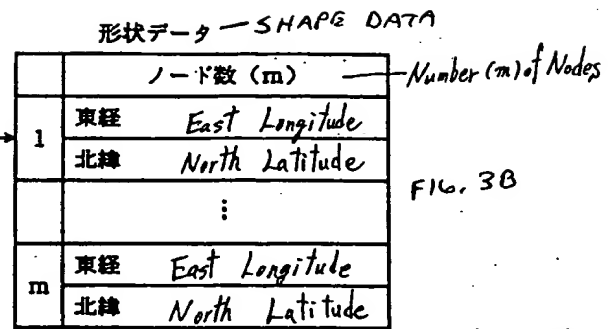 形状データ — SHAPE DATA
ノード数 (m) — Number (m) of Nodes
1
東経 East Longitude
北緯 North Latitude
⋮
FIG. 3B
m
東経 East Longitude
北緯 North Latitude